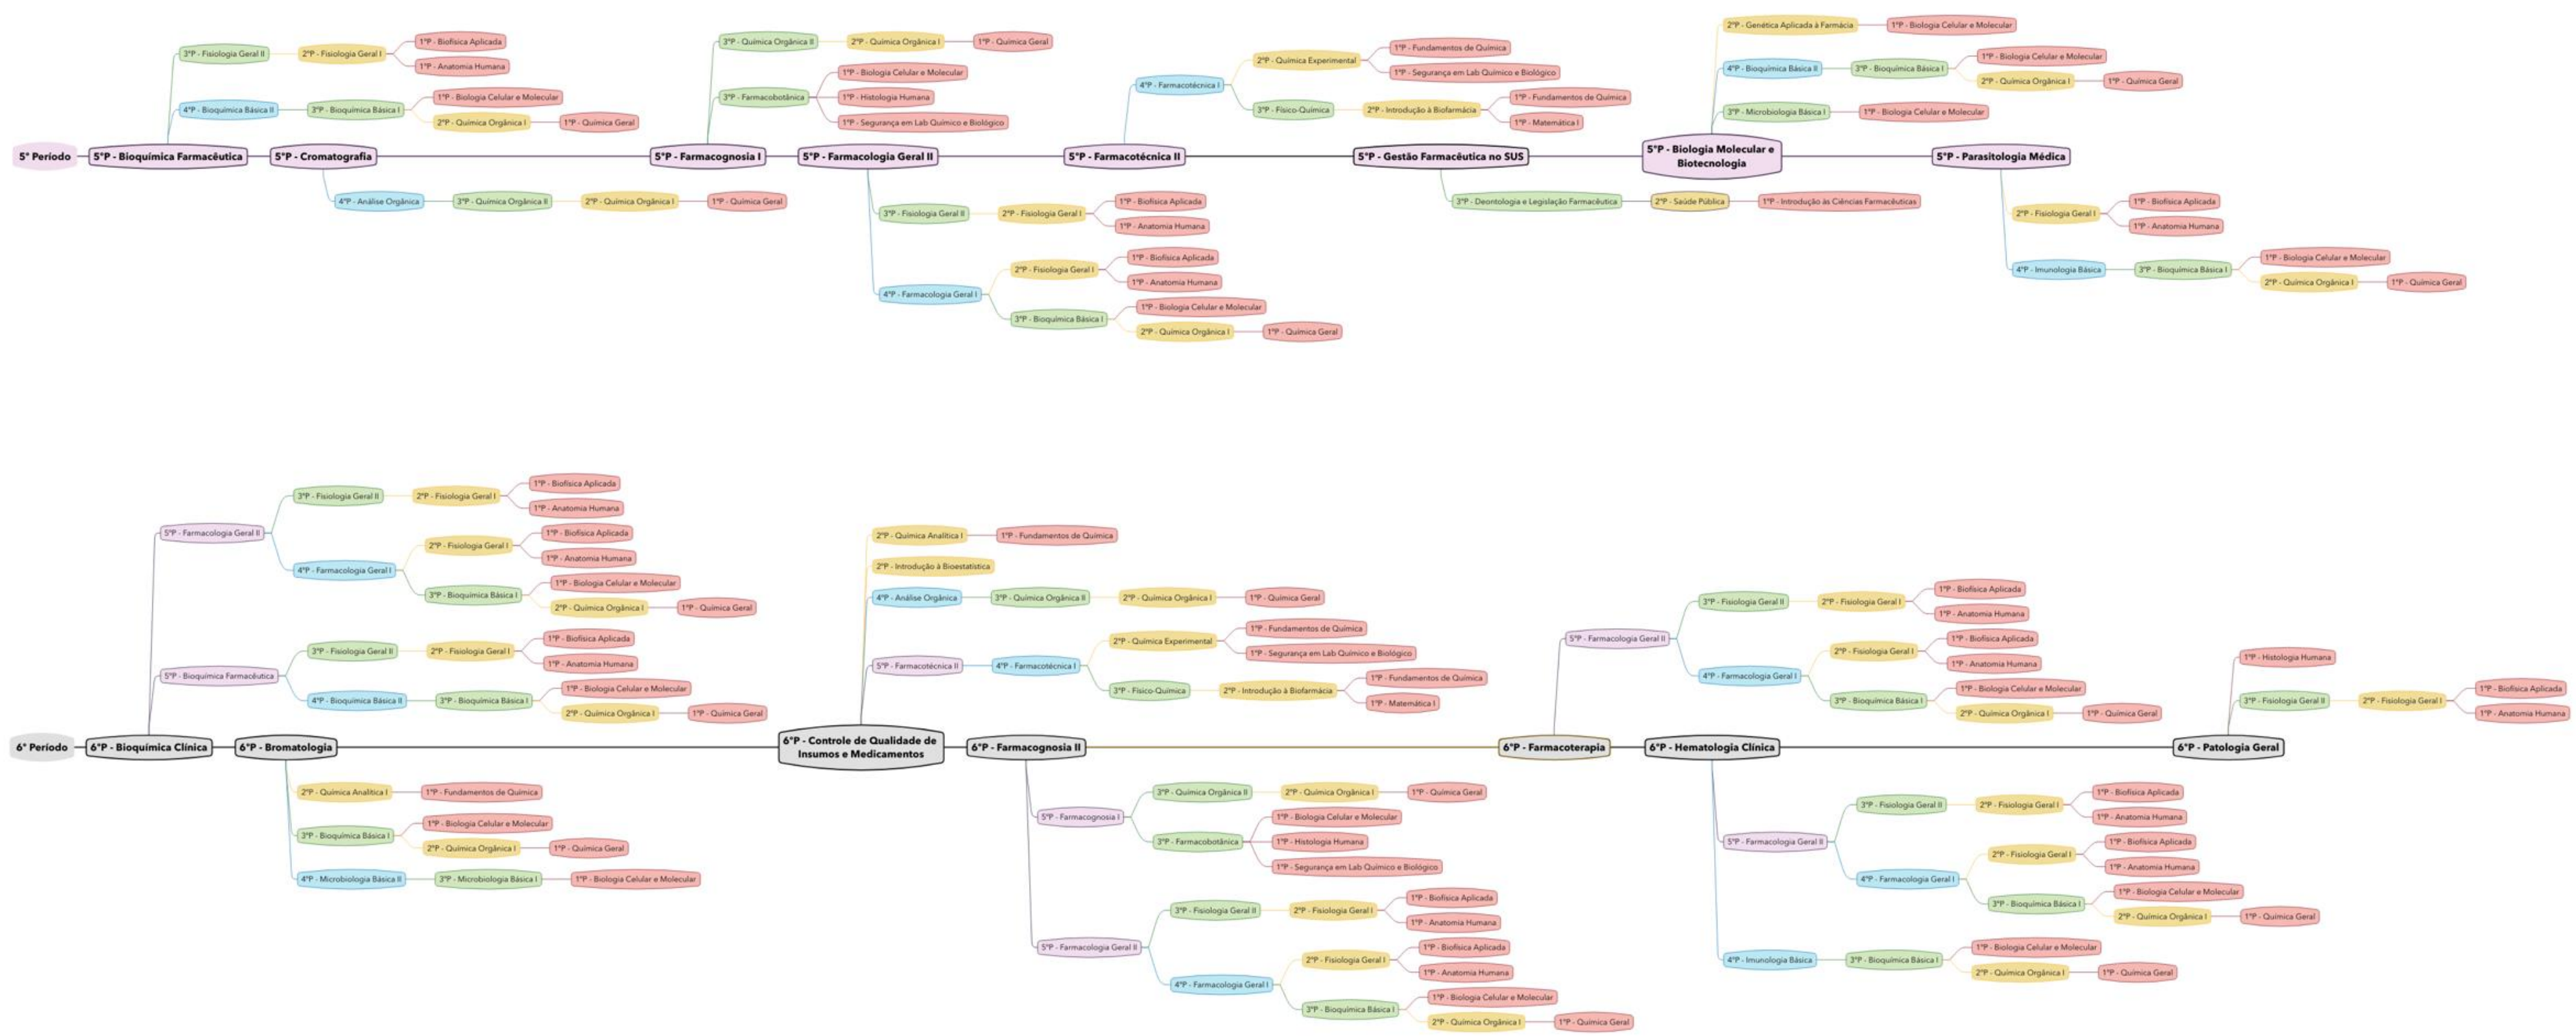 5° Período
5°P - Bioquímica Farmacêutica
3°P - Fisiologia Geral II
2°P - Fisiologia Geral I
1°P - Biofísica Aplicada
1°P - Anatomia Humana
4°P - Bioquímica Básica II
3°P - Bioquímica Básica I
1°P - Biologia Celular e Molecular
2°P - Química Orgânica I
1°P - Química Geral
5°P - Cromatografia
4°P - Análise Orgânica
3°P - Química Orgânica II
2°P - Química Orgânica I
1°P - Química Geral
5°P - Farmacognosia I
3°P - Química Orgânica II
2°P - Química Orgânica I
1°P - Química Geral
3°P - Farmacobotânica
1°P - Biologia Celular e Molecular
1°P - Histologia Humana
1°P - Segurança em Lab Químico e Biológico
5°P - Farmacologia Geral II
3°P - Fisiologia Geral II
2°P - Fisiologia Geral I
1°P - Biofísica Aplicada
1°P - Anatomia Humana
4°P - Farmacologia Geral I
2°P - Fisiologia Geral I
1°P - Biofísica Aplicada
1°P - Anatomia Humana
3°P - Bioquímica Básica I
1°P - Biologia Celular e Molecular
2°P - Química Orgânica I
1°P - Química Geral
5°P - Farmacotécnica II
4°P - Farmacotécnica I
2°P - Química Experimental
1°P - Fundamentos de Química
1°P - Segurança em Lab Químico e Biológico
3°P - Físico-Química
2°P - Introdução à Biofarmácia
1°P - Fundamentos de Química
1°P - Matemática I
5°P - Gestão Farmacêutica no SUS
3°P - Deontologia e Legislação Farmacêutica
2°P - Saúde Pública
1°P - Introdução às Ciências Farmacêuticas
5°P - Biologia Molecular e
Biotecnologia
2°P - Genética Aplicada à Farmácia
1°P - Biologia Celular e Molecular
4°P - Bioquímica Básica II
3°P - Bioquímica Básica I
1°P - Biologia Celular e Molecular
2°P - Química Orgânica I
1°P - Química Geral
3°P - Microbiologia Básica I
1°P - Biologia Celular e Molecular
5°P - Parasitologia Médica
2°P - Fisiologia Geral I
1°P - Biofísica Aplicada
1°P - Anatomia Humana
4°P - Imunologia Básica
3°P - Bioquímica Básica I
1°P - Biologia Celular e Molecular
2°P - Química Orgânica I
1°P - Química Geral
6° Período
6°P - Bioquímica Clínica
5°P - Farmacologia Geral II
3°P - Fisiologia Geral II
2°P - Fisiologia Geral I
1°P - Biofísica Aplicada
1°P - Anatomia Humana
4°P - Farmacologia Geral I
2°P - Fisiologia Geral I
1°P - Biofísica Aplicada
1°P - Anatomia Humana
3°P - Bioquímica Básica I
1°P - Biologia Celular e Molecular
2°P - Química Orgânica I
1°P - Química Geral
5°P - Bioquímica Farmacêutica
3°P - Fisiologia Geral II
2°P - Fisiologia Geral I
1°P - Biofísica Aplicada
1°P - Anatomia Humana
4°P - Bioquímica Básica II
3°P - Bioquímica Básica I
1°P - Biologia Celular e Molecular
2°P - Química Orgânica I
1°P - Química Geral
6°P - Bromatologia
2°P - Química Analítica I
1°P - Fundamentos de Química
3°P - Bioquímica Básica I
1°P - Biologia Celular e Molecular
2°P - Química Orgânica I
1°P - Química Geral
4°P - Microbiologia Básica II
3°P - Microbiologia Básica I
1°P - Biologia Celular e Molecular
6°P - Controle de Qualidade de
Insumos e Medicamentos
2°P - Química Analítica I
1°P - Fundamentos de Química
2°P - Introdução à Bioestatística
4°P - Análise Orgânica
3°P - Química Orgânica II
2°P - Química Orgânica I
1°P - Química Geral
5°P - Farmacotécnica II
4°P - Farmacotécnica I
2°P - Química Experimental
1°P - Fundamentos de Química
1°P - Segurança em Lab Químico e Biológico
3°P - Físico-Química
2°P - Introdução à Biofarmácia
1°P - Fundamentos de Química
1°P - Matemática I
6°P - Farmacognosia II
5°P - Farmacognosia I
3°P - Química Orgânica II
2°P - Química Orgânica I
1°P - Química Geral
3°P - Farmacobotânica
1°P - Biologia Celular e Molecular
1°P - Histologia Humana
1°P - Segurança em Lab Químico e Biológico
5°P - Farmacologia Geral II
3°P - Fisiologia Geral II
2°P - Fisiologia Geral I
1°P - Biofísica Aplicada
1°P - Anatomia Humana
4°P - Farmacologia Geral I
2°P - Fisiologia Geral I
1°P - Biofísica Aplicada
1°P - Anatomia Humana
3°P - Bioquímica Básica I
1°P - Biologia Celular e Molecular
2°P - Química Orgânica I
1°P - Química Geral
6°P - Farmacoterapia
5°P - Farmacologia Geral II
3°P - Fisiologia Geral II
2°P - Fisiologia Geral I
1°P - Biofísica Aplicada
1°P - Anatomia Humana
4°P - Farmacologia Geral I
2°P - Fisiologia Geral I
1°P - Biofísica Aplicada
1°P - Anatomia Humana
3°P - Bioquímica Básica I
1°P - Biologia Celular e Molecular
2°P - Química Orgânica I
1°P - Química Geral
6°P - Hematologia Clínica
5°P - Farmacologia Geral II
3°P - Fisiologia Geral II
2°P - Fisiologia Geral I
1°P - Biofísica Aplicada
1°P - Anatomia Humana
4°P - Farmacologia Geral I
2°P - Fisiologia Geral I
1°P - Biofísica Aplicada
1°P - Anatomia Humana
3°P - Bioquímica Básica I
1°P - Biologia Celular e Molecular
2°P - Química Orgânica I
1°P - Química Geral
4°P - Imunologia Básica
3°P - Bioquímica Básica I
1°P - Biologia Celular e Molecular
2°P - Química Orgânica I
1°P - Química Geral
6°P - Patologia Geral
1°P - Histologia Humana
3°P - Fisiologia Geral II
2°P - Fisiologia Geral I
1°P - Biofísica Aplicada
1°P - Anatomia Humana